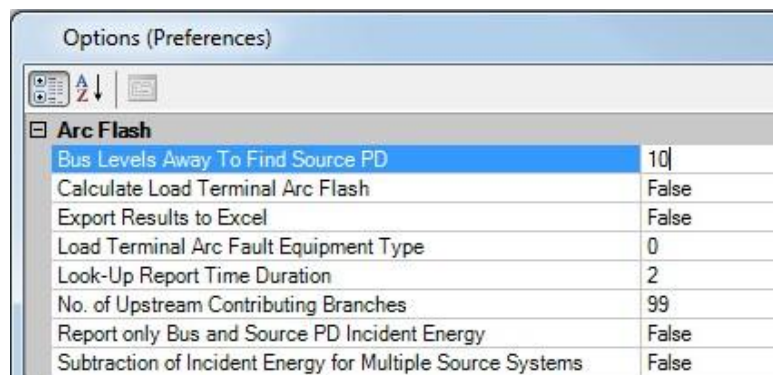 Options (Preferences)
A Z
Arc Flash
Bus Levels Away To Find Source PD 10
Calculate Load Terminal Arc Flash False
Export Results to Excel False
Load Terminal Arc Fault Equipment Type 0
Look-Up Report Time Duration 2
No. of Upstream Contributing Branches 99
Report only Bus and Source PD Incident Energy False
Subtraction of Incident Energy for Multiple Source Systems False